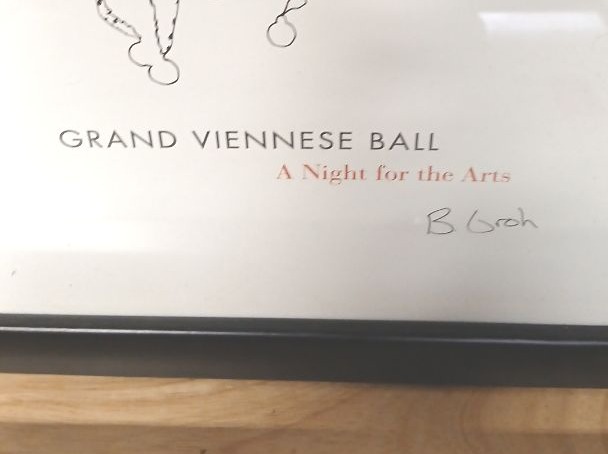 GRAND VIENNESE BALL
A Night for the Arts
B Groh